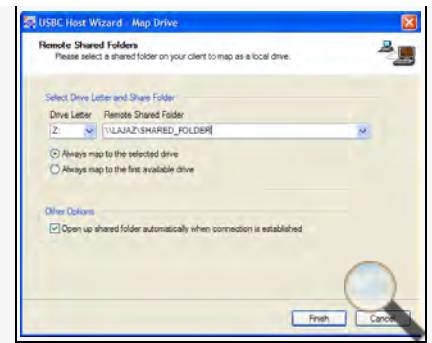 USBC Host Wizard - Map Drive
Remote Shared Folders
Please select a shared folder on your client to map as a local drive.
Select Drive Letter and Share Folder
Drive Letter Remote Shared Folder
Z: \\LAJAZ\SHARED_FOLDER
Always map to the selected drive
Always map to the first available drive
Other Options
Open up shared folder automatically when connection is established
Finish Cancel